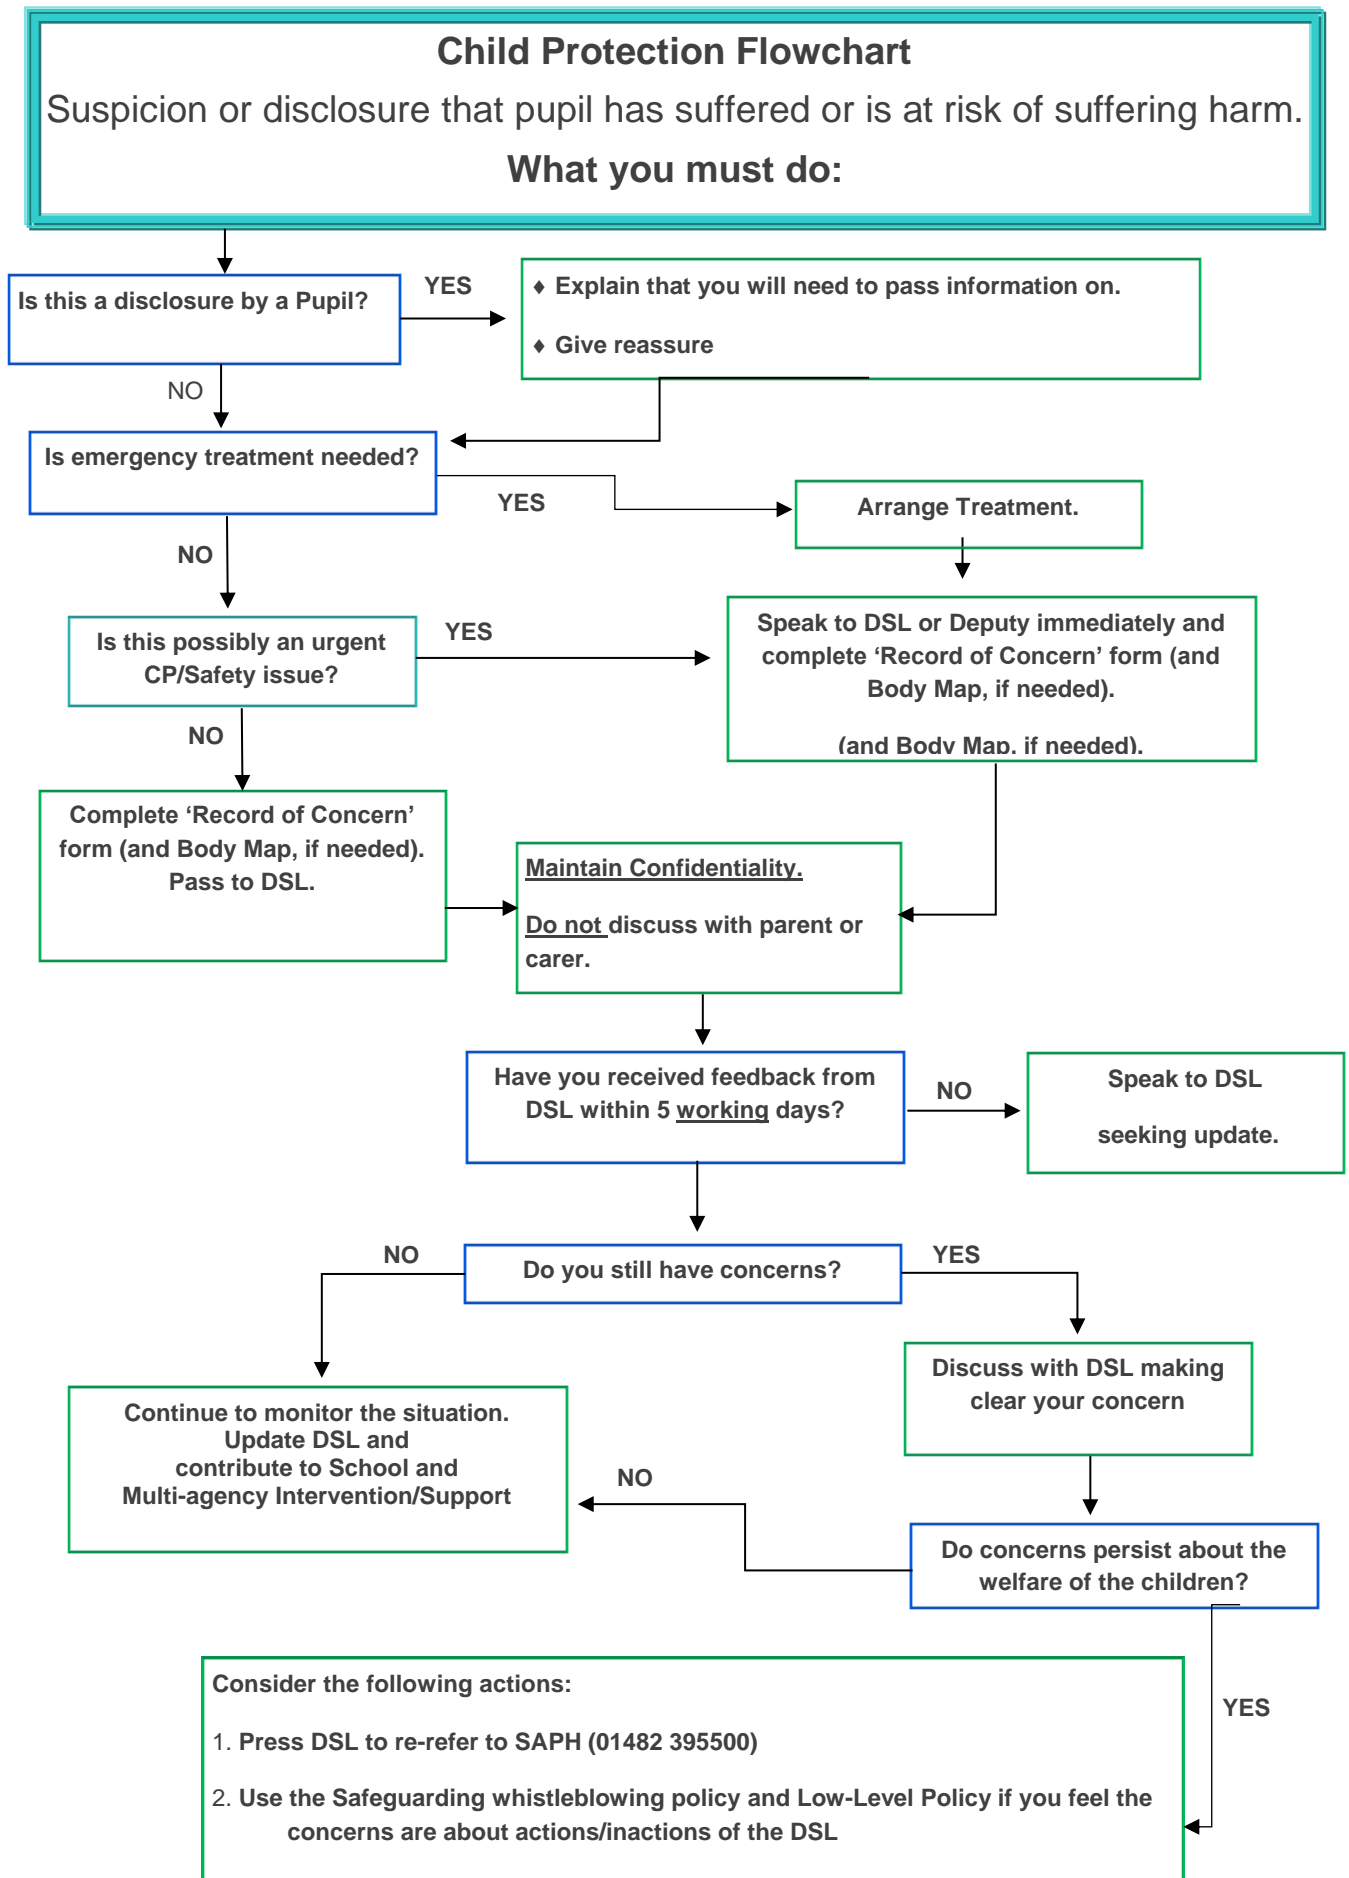 Child Protection Flowchart
Suspicion or disclosure that pupil has suffered or is at risk of suffering harm.
What you must do:
Is this a disclosure by a Pupil?
YES
♦ Explain that you will need to pass information on.
♦ Give reassure
NO
Is emergency treatment needed?
YES
Arrange Treatment.
NO
Is this possibly an urgent
CP/Safety issue?
YES
Speak to DSL or Deputy immediately and
complete ‘Record of Concern’ form (and
Body Map, if needed).
(and Body Map, if needed).
NO
Complete ‘Record of Concern’
form (and Body Map, if needed).
Pass to DSL.
Maintain Confidentiality.
Do not discuss with parent or
carer.
Have you received feedback from
DSL within 5 working days?
NO
Speak to DSL
seeking update.
NO
Do you still have concerns?
YES
Discuss with DSL making
clear your concern
Continue to monitor the situation.
Update DSL and
contribute to School and
Multi-agency Intervention/Support
NO
Do concerns persist about the
welfare of the children?
YES
Consider the following actions:
1. Press DSL to re-refer to SAPH (01482 395500)
2. Use the Safeguarding whistleblowing policy and Low-Level Policy if you feel the
concerns are about actions/inactions of the DSL